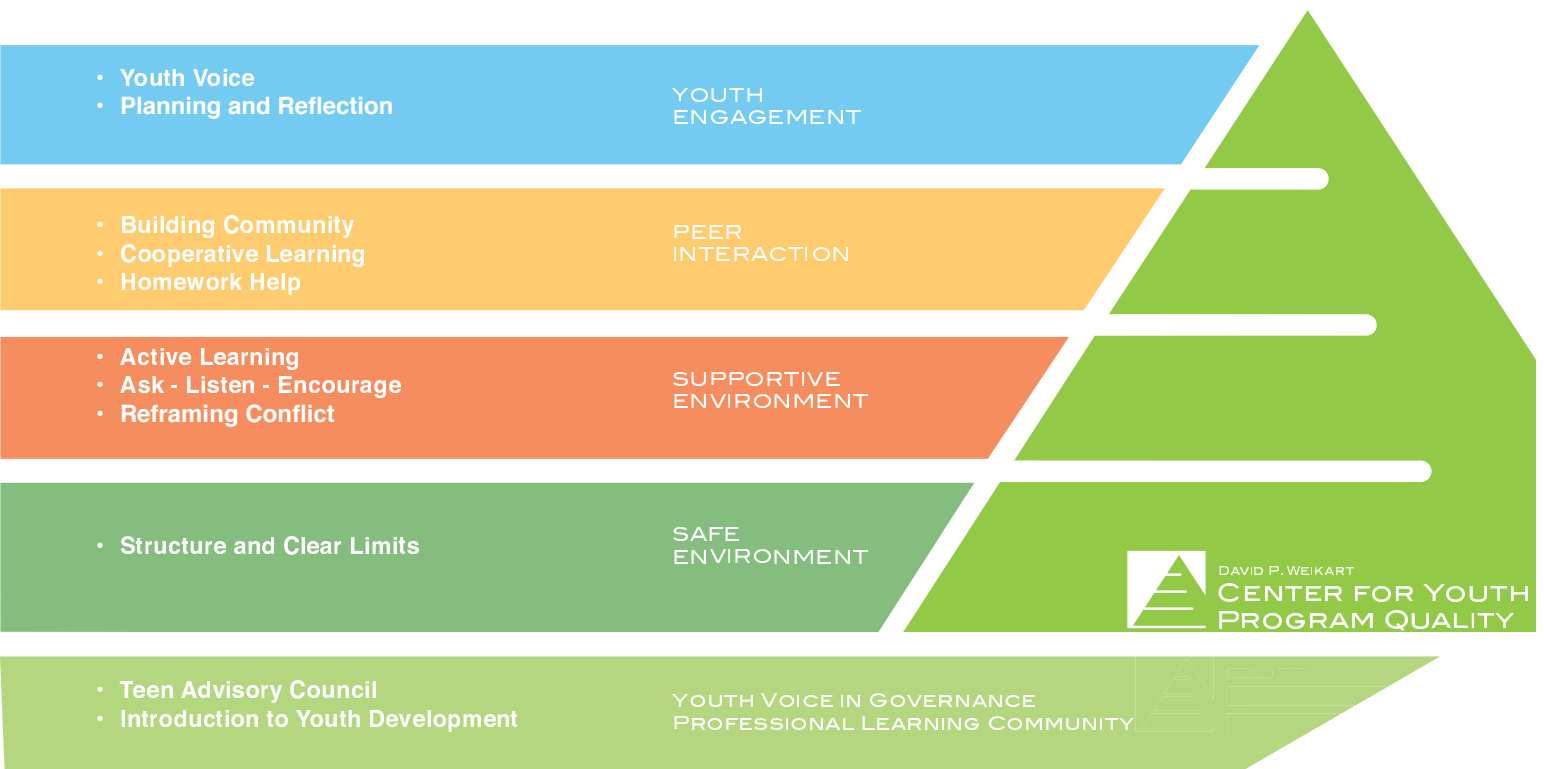 • Youth Voice
• Planning and Reflection
YOUTH
ENGAGEMENT
• Building Community
• Cooperative Learning
• Homework Help
PEER
INTERACTION
• Active Learning
• Ask - Listen - Encourage
• Reframing Conflict
SUPPORTIVE
ENVIRONMENT
• Structure and Clear Limits
SAFE
ENVIRONMENT
DAVID P. WEIKART
CENTER FOR YOUTH
PROGRAM QUALITY
• Teen Advisory Council
• Introduction to Youth Development
YOUTH VOICE IN GOVERNANCE
PROFESSIONAL LEARNING COMMUNITY